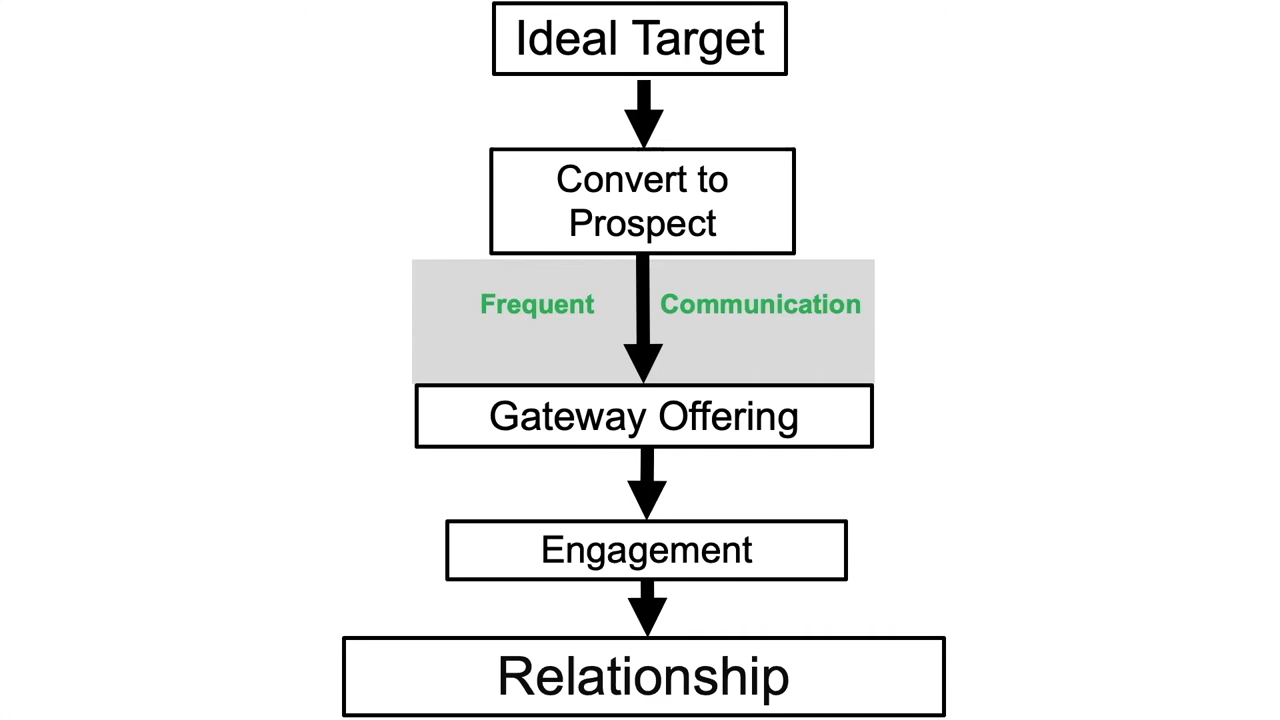 Ideal Target
Convert to
Prospect
Frequent Communication
Gateway Offering
Engagement
Relationship